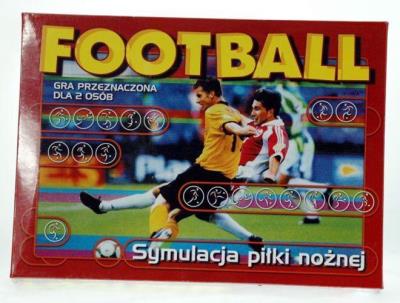 FOOTBALL
GRA PRZEZNACZONA
DLA 2 OSÓB
Symulacja piłki nożnej